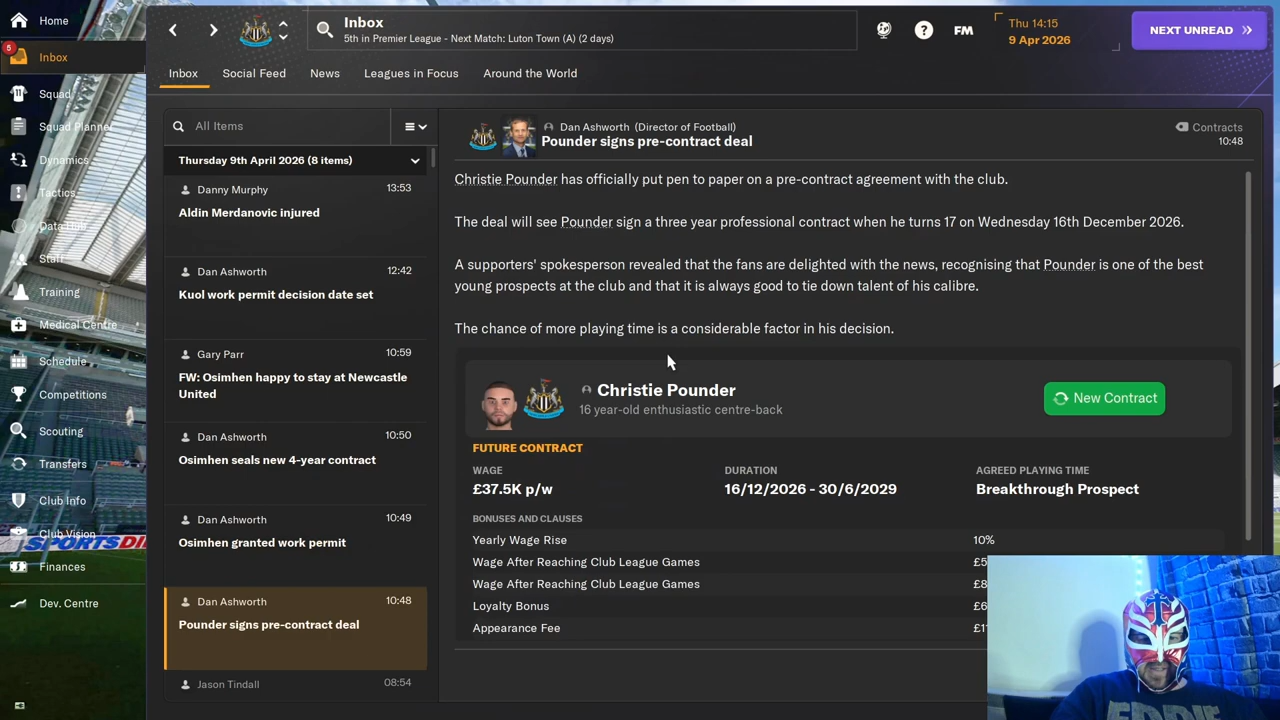 Home
5
Inbox
Squad
Squad Planner
Dynamics
Tactics
Data Hub
Staff
Training
Medical Centre
Schedule
Competitions
Scouting
Transfers
Club Info
Club Vision
SPORTS DI
Finances
Dev. Centre
Inbox
5th in Premier League - Next Match: Luton Town (A) (2 days)
FM
Thu 14:15
9 Apr 2026
NEXT UNREAD
Inbox
Social Feed
News
Leagues in Focus
Around the World
All Items
Thursday 9th April 2026 (8 items)
Danny Murphy 13:53
Aldin Merdanovic injured
Dan Ashworth 12:42
Kuol work permit decision date set
Gary Parr 10:59
FW: Osimhen happy to stay at Newcastle
United
Dan Ashworth 10:50
Osimhen seals new 4-year contract
Dan Ashworth 10:49
Osimhen granted work permit
Dan Ashworth 10:48
Pounder signs pre-contract deal
Jason Tindall 08:54
Dan Ashworth (Director of Football)
Pounder signs pre-contract deal
Contracts
10:48
Christie Pounder has officially put pen to paper on a pre-contract agreement with the club.
The deal will see Pounder sign a three year professional contract when he turns 17 on Wednesday 16th December 2026.
A supporters' spokesperson revealed that the fans are delighted with the news, recognising that Pounder is one of the best
young prospects at the club and that it is always good to tie down talent of his calibre.
The chance of more playing time is a considerable factor in his decision.
Christie Pounder
16 year-old enthusiastic centre-back
New Contract
FUTURE CONTRACT
WAGE DURATION AGREED PLAYING TIME
£37.5K p/w 16/12/2026 - 30/6/2029 Breakthrough Prospect
BONUSES AND CLAUSES
Yearly Wage Rise 10%
Wage After Reaching Club League Games £5
Wage After Reaching Club League Games £8
Loyalty Bonus £6
Appearance Fee £1
EDDIE